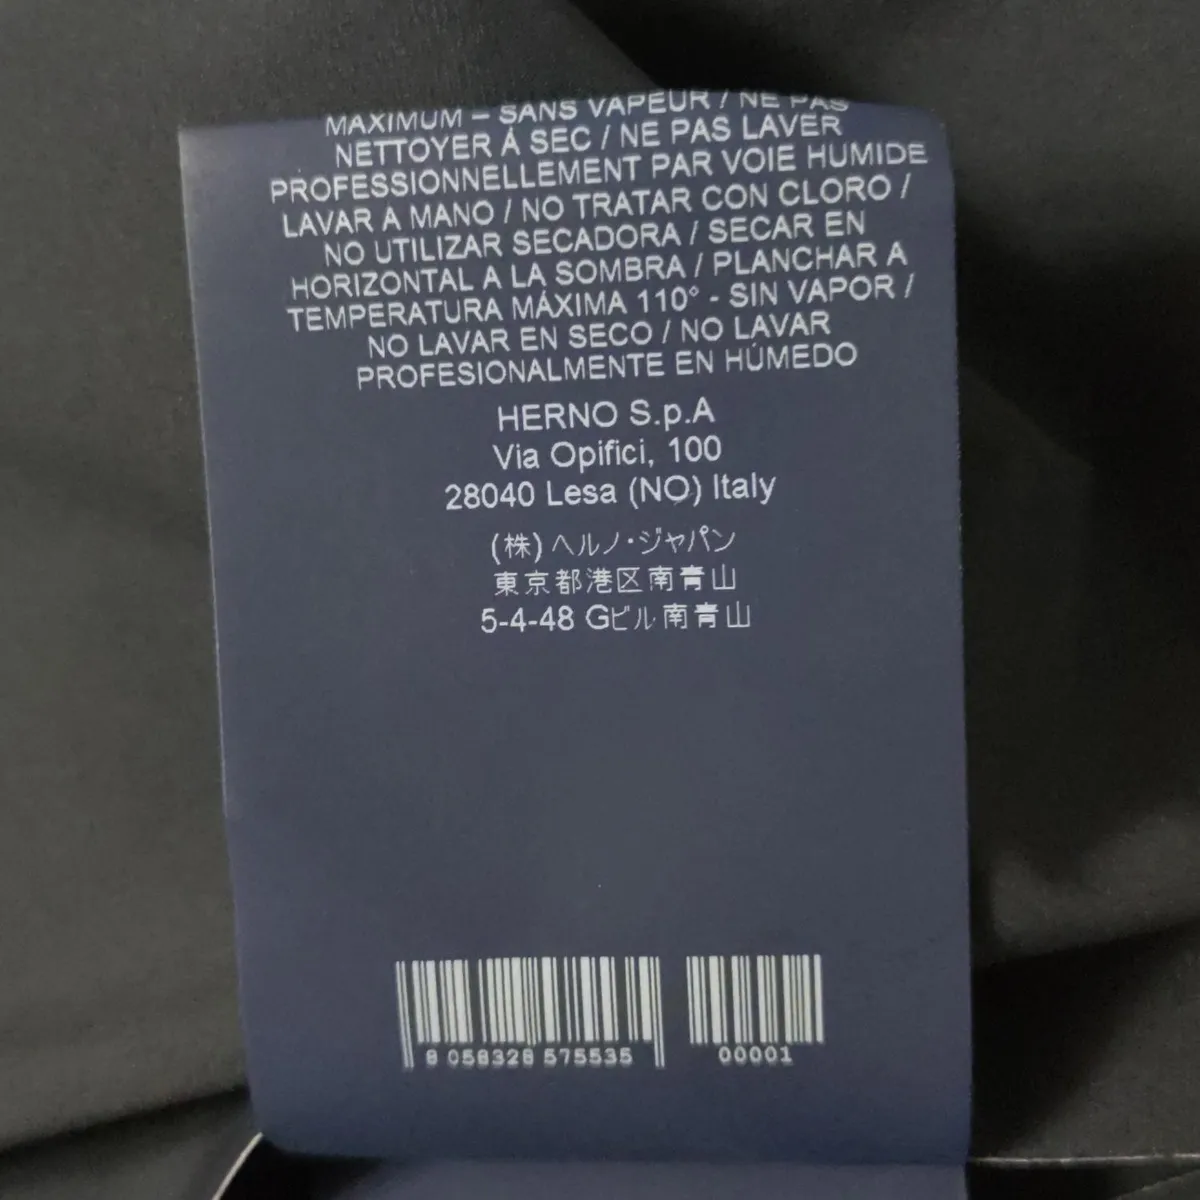 MAXIMUM – SANS VAPEUR / NE PAS
NETTOYER Á SEC / NE PAS LAVER
PROFESSIONNELLEMENT PAR VOIE HUMIDE
LAVAR A MANO / NO TRATAR CON CLORO /
NO UTILIZAR SECADORA / SECAR EN
HORIZONTAL A LA SOMBRA / PLANCHAR A
TEMPERATURA MÁXIMA 110° - SIN VAPOR /
NO LAVAR EN SECO / NO LAVAR
PROFESIONALMENTE EN HÚMEDO
HERNO S.p.A
Via Opifici, 100
28040 Lesa (NO) Italy
(株) ヘルノ・ジャパン
東京都港区南青山
5-4-48 Gビル南青山
8 058328 575535 00001